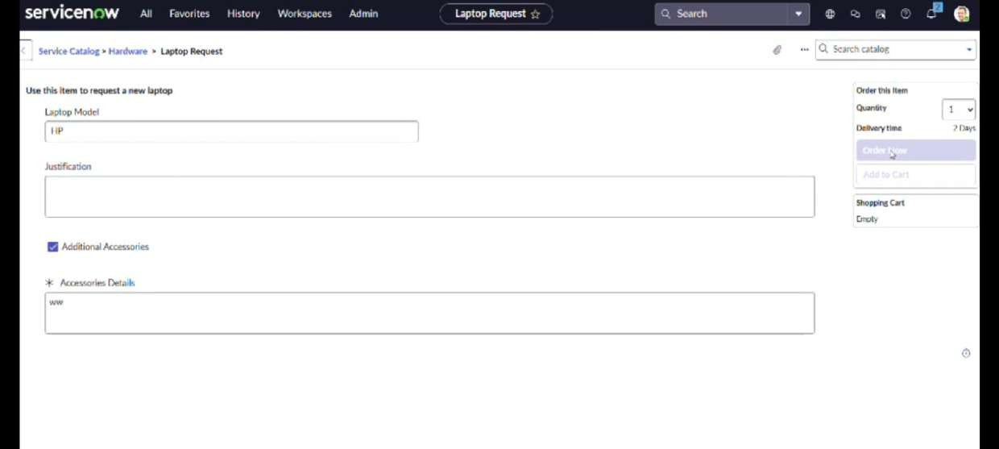 servicenow All Favorites History Workspaces Admin Laptop Request Search 2
Service Catalog > Hardware > Laptop Request Search catalog
Use this item to request a new laptop
Order this Item
Laptop Model
Quantity 1
HP
Delivery time 2 Days
Order Now
Justification
Add to Cart
Shopping Cart
Empty
Additional Accessories
* Accessories Details
ww